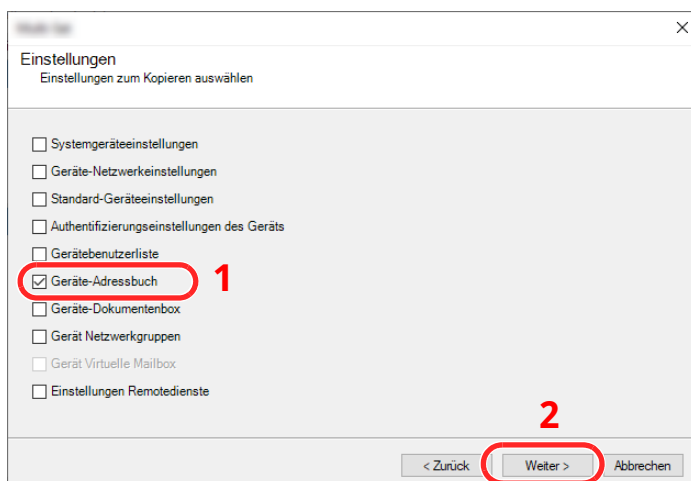 Einstellungen
Einstellungen zum Kopieren auswählen
Systemgeräteeinstellungen
Geräte-Netzwerkeinstellungen
Standard-Geräteeinstellungen
Authentifizierungseinstellungen des Geräts
Gerätebenutzerliste
Geräte-Adressbuch 1
Geräte-Dokumentenbox
Gerät Netzwerkgruppen
Gerät Virtuelle Mailbox
Einstellungen Remotedienste
2
< Zurück Weiter > Abbrechen